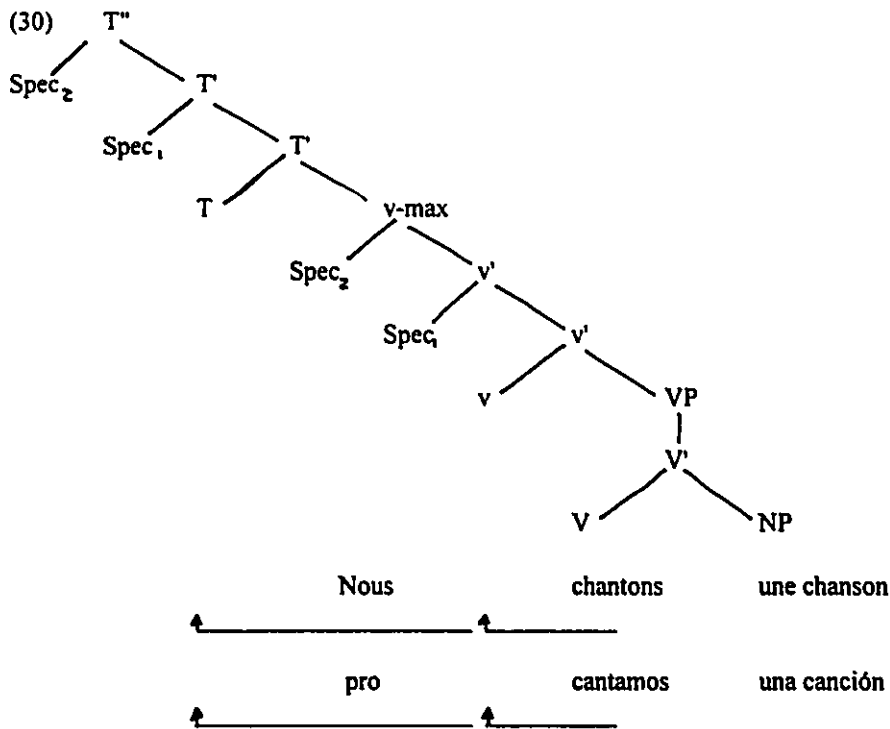 (30) T"
Spec₂ T'
Spec₁ T'
T v-max
Spec₂ v'
Spec₁ v'
v VP
V'
V NP
Nous chantons une chanson
pro cantamos una canción